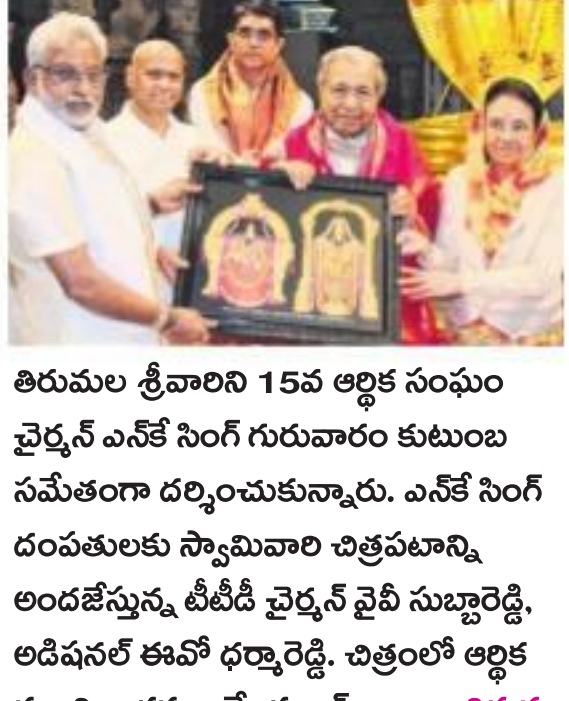 తిరుమల శ్రీవారిని 15వ ఆర్థిక సంఘం
చైర్మన్ ఎన్‌కే సింగ్ గురువారం కుటుంబ
సమేతంగా దర్శించుకున్నారు. ఎన్‌కే సింగ్
దంపతులకు స్వామివారి చిత్రపటాన్ని
అందజేస్తున్న టీటీడీ చైర్మన్ వైవీ సుబ్బారెడ్డి,
అడిషనల్ ఈవో ధర్మారెడ్డి. చిత్రంలో ఆర్థిక